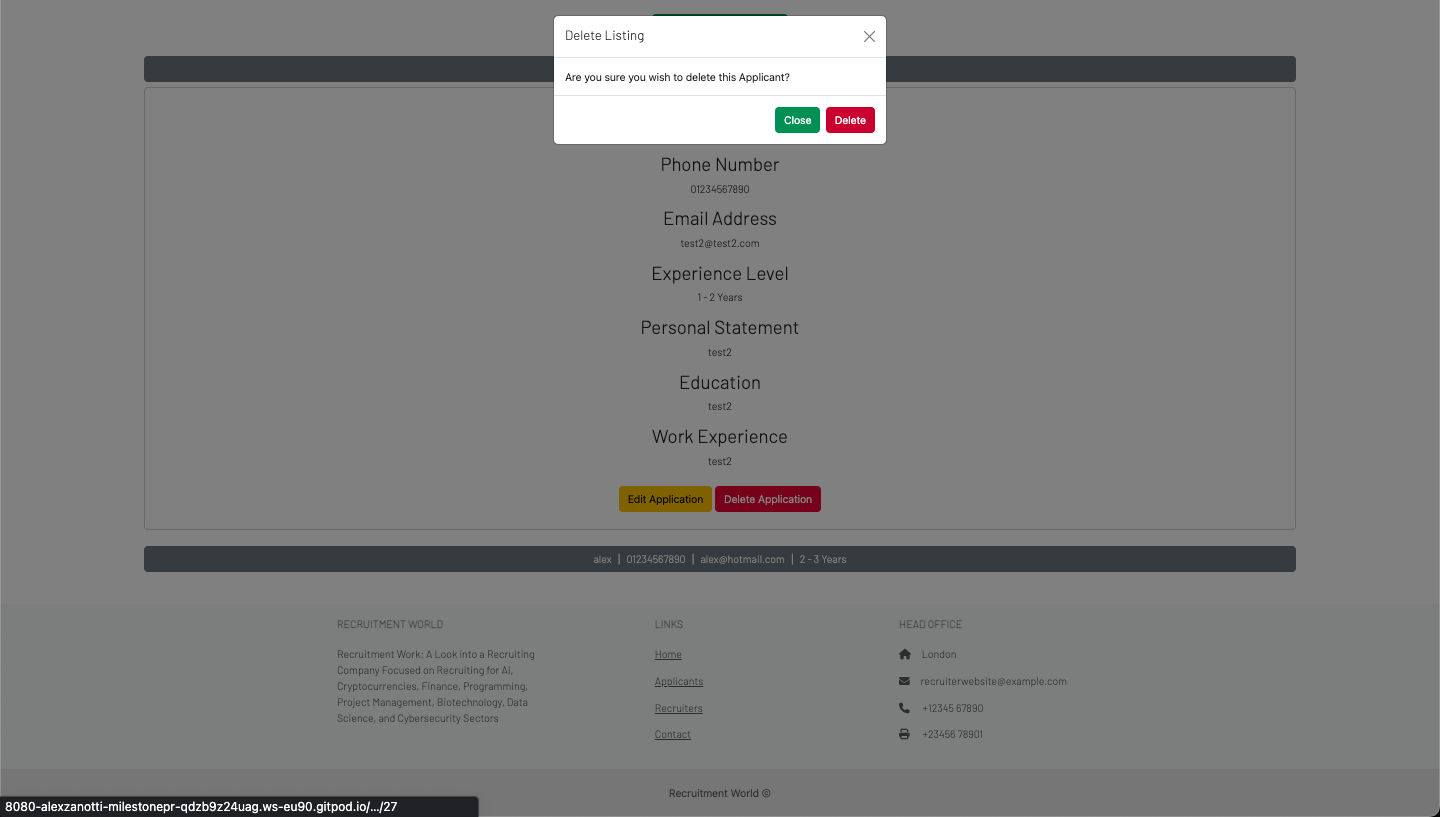 Delete Listing
Are you sure you wish to delete this Applicant?
Close Delete
Phone Number
01234567890
Email Address
test2@test2.com
Experience Level
1 - 2 Years
Personal Statement
test2
Education
test2
Work Experience
test2
Edit Application Delete Application
alex | 01234567890 | alex@hotmail.com | 2 - 3 Years
RECRUITMENT WORLD
Recruitment Work: A Look into a Recruiting
Company Focused on Recruiting for AI,
Cryptocurrencies, Finance, Programming,
Project Management, Biotechnology, Data
Science, and Cybersecurity Sectors
LINKS
Home
Applicants
Recruiters
Contact
HEAD OFFICE
London
recruiterwebsite@example.com
+12345 67890
+23456 78901
Recruitment World ©
8080-alexzanotti-milestonepr-qdzb9z24uag.ws-eu90.gitpod.io/.../27